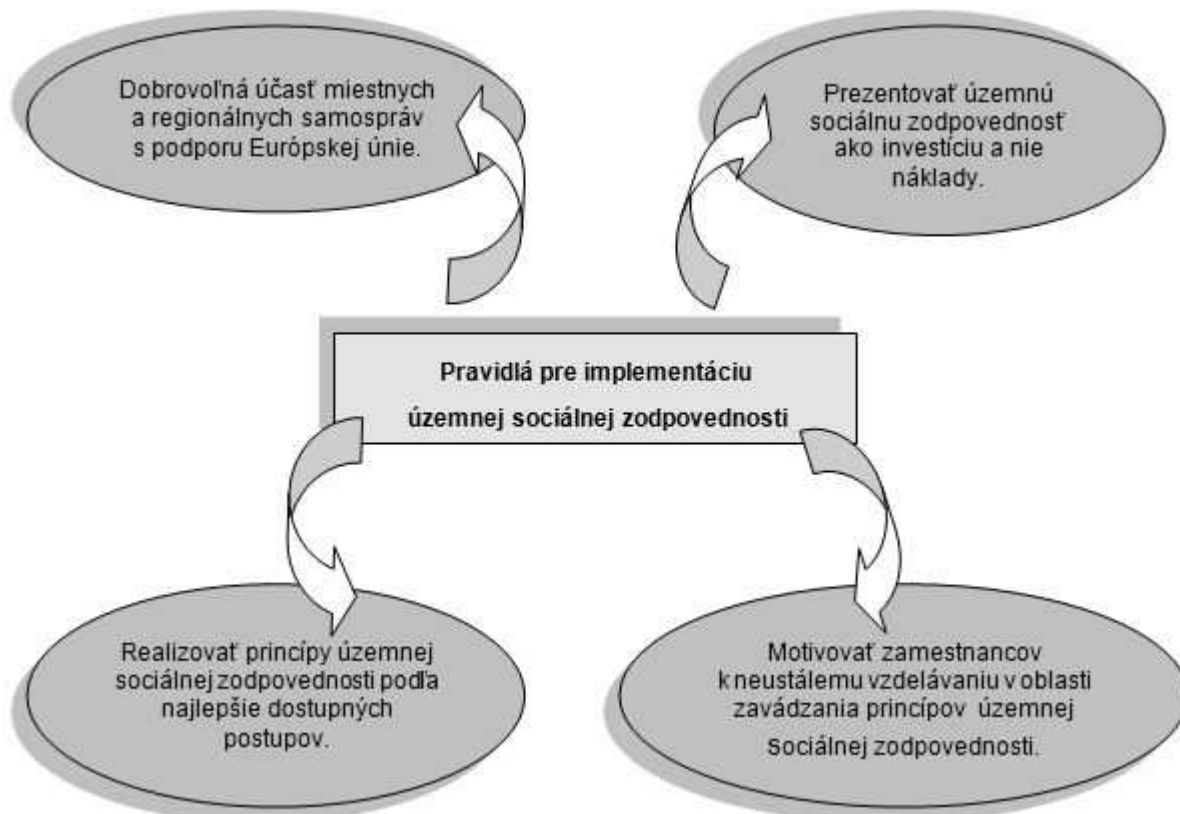 Dobrovoľná účasť miestnych
a regionálnych samospráv
s podporu Európskej únie.
Prezentovať územnú
sociálnu zodpovednosť
ako investíciu a nie
náklady.
Pravidlá pre implementáciu
územnej sociálnej zodpovednosti
Realizovať princípy územnej
sociálnej zodpovednosti podľa
najlepšie dostupných
postupov.
Motivovať zamestnancov
k neustálemu vzdelávaniu v oblasti
zavádzania princípov územnej
sociálnej zodpovednosti.